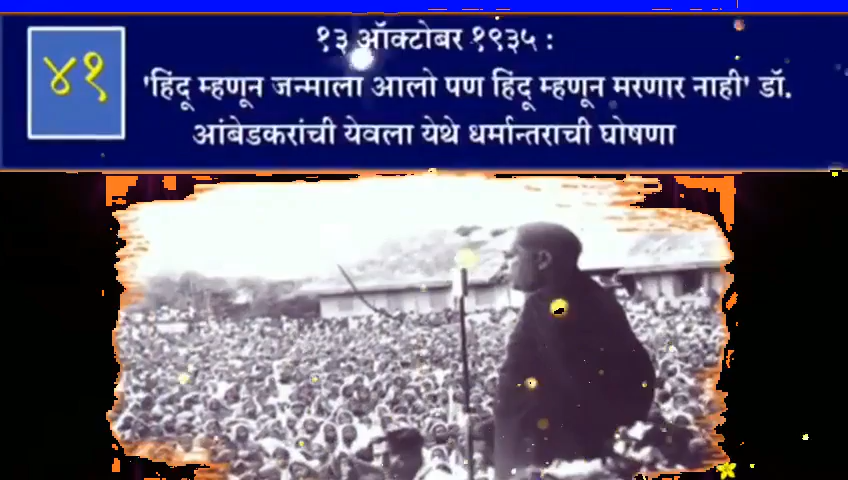 ४१
१३ ऑक्टोबर १९३५ :
'हिंदू म्हणून जन्माला आलो पण हिंदू म्हणून मरणार नाही' डॉ.
आंबेडकरांची येवला येथे धर्मान्तराची घोषणा